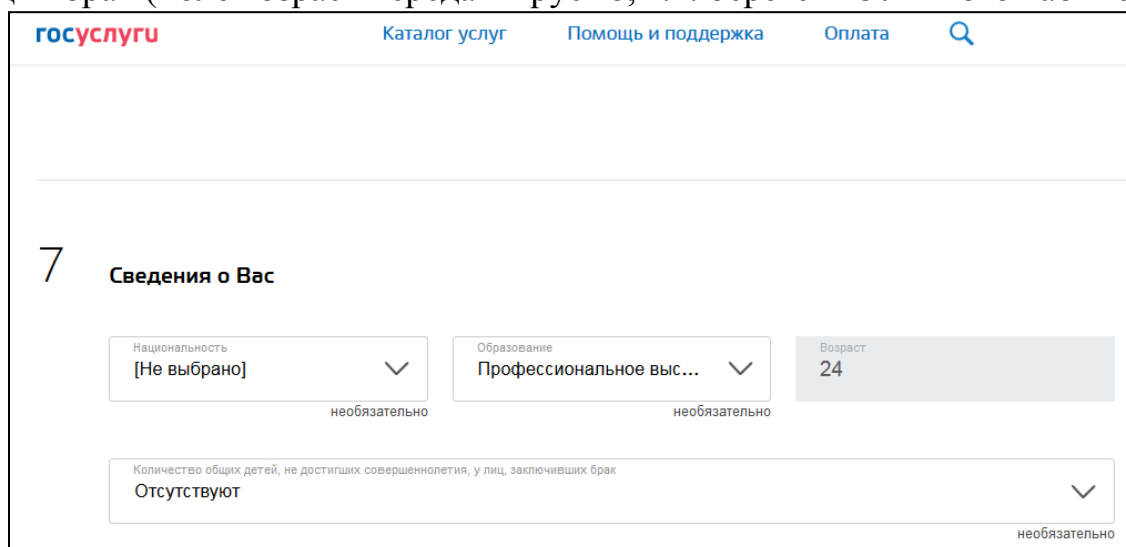 госуслуги Каталог услуг Помощь и поддержка Оплата
7 Сведения о Вас
Национальность Образование Возраст
[Не выбрано] Профессиональное выс... 24
необязательно необязательно
Количество общих детей, не достигших совершеннолетия, у лиц, заключивших брак
Отсутствуют
необязательно